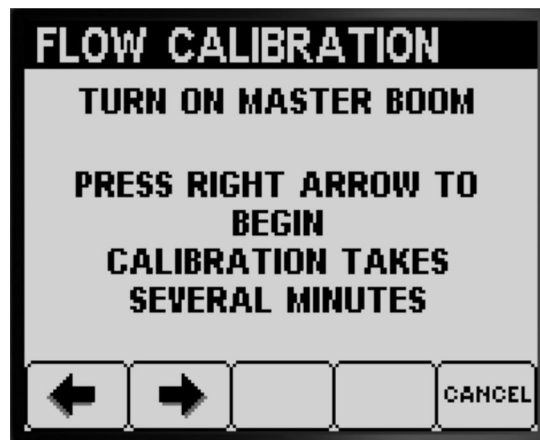 FLOW CALIBRATION
TURN ON MASTER BOOM
PRESS RIGHT ARROW TO
BEGIN
CALIBRATION TAKES
SEVERAL MINUTES
CANCEL